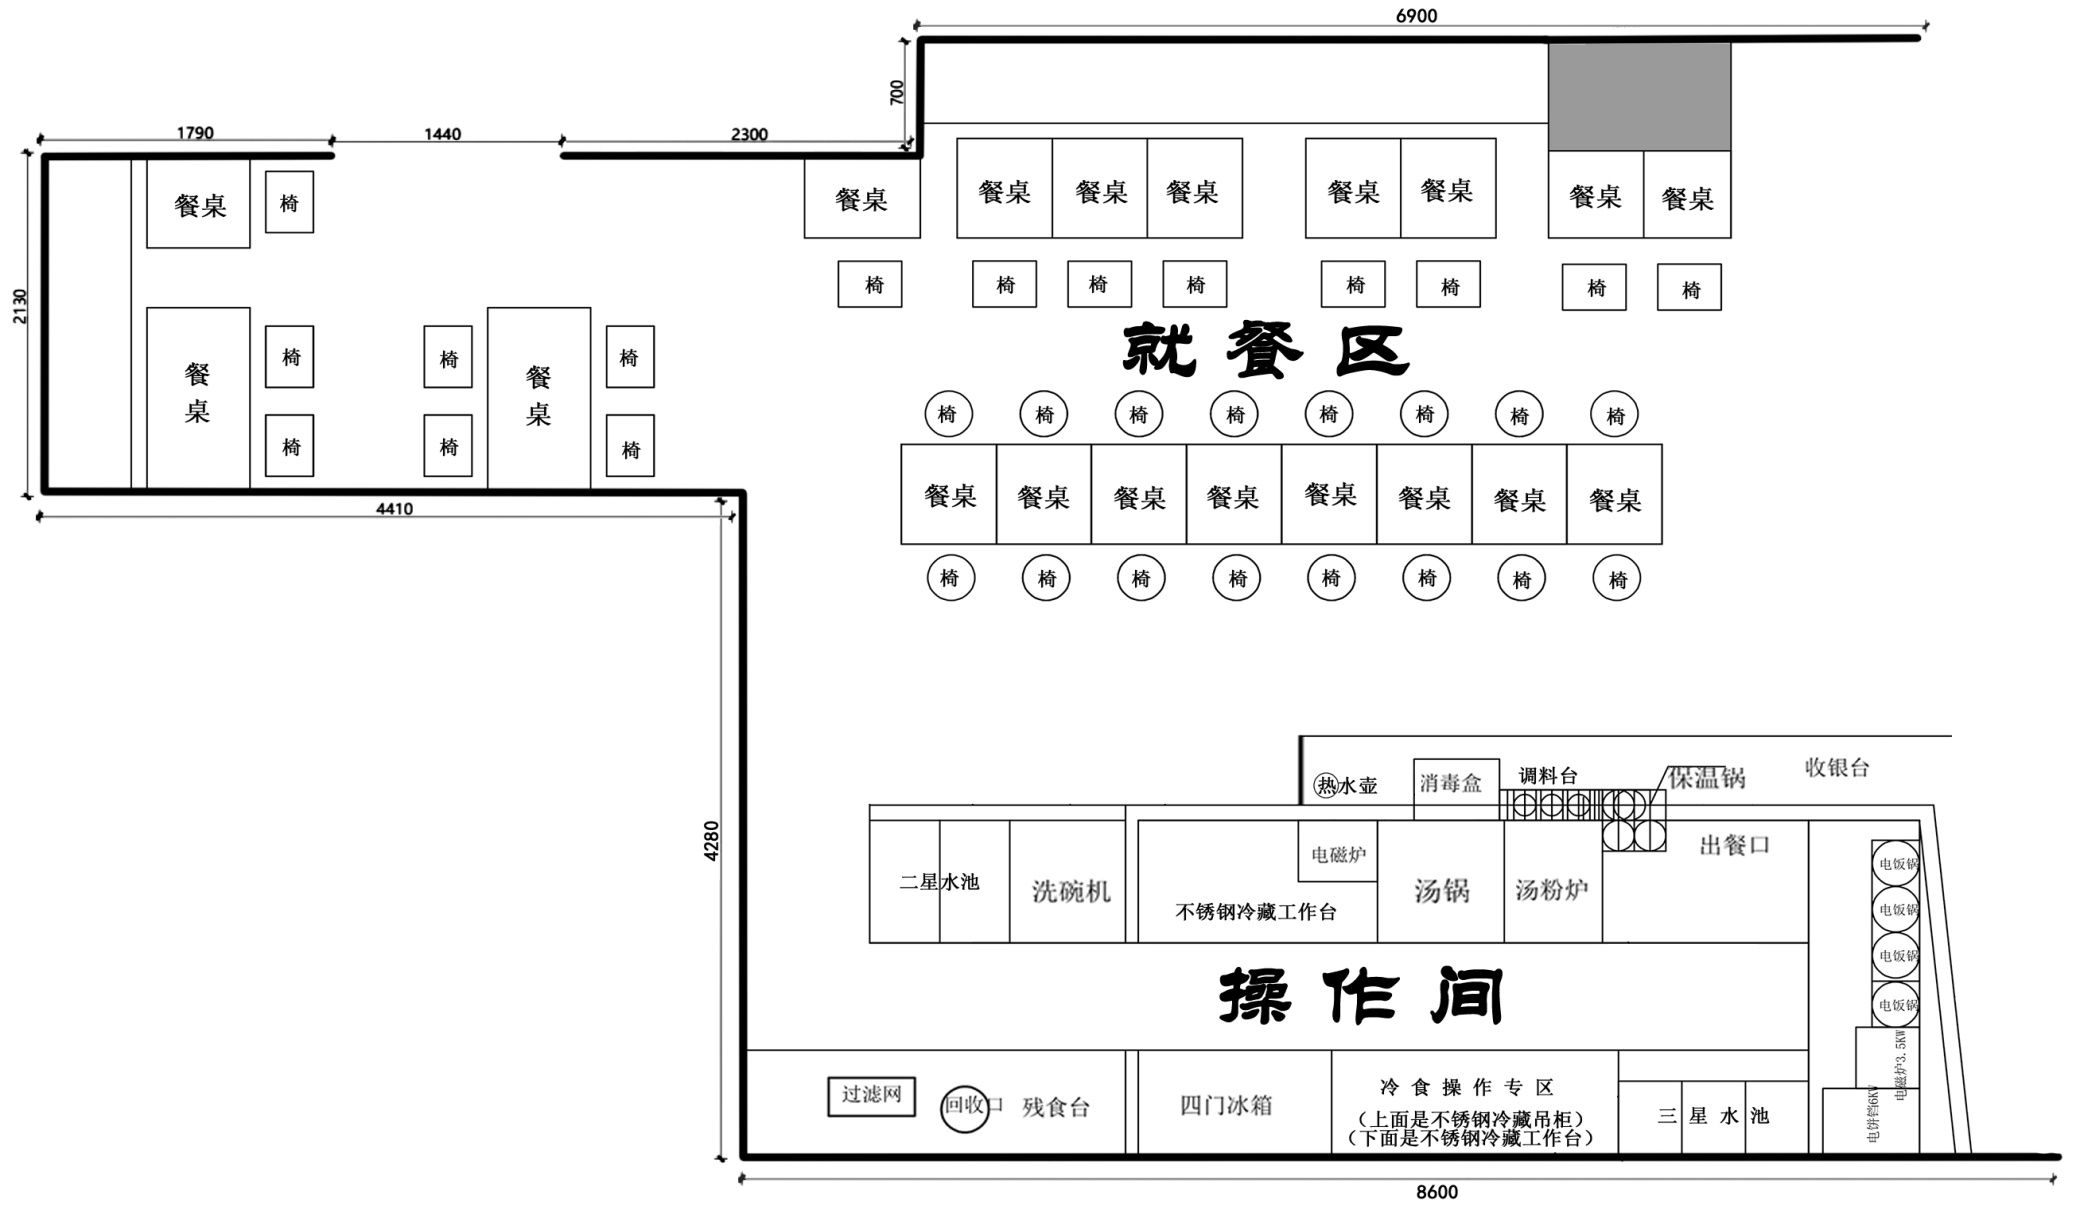 6900
700
1790
1440
2300
餐桌 椅
餐桌
餐桌 餐桌 餐桌
餐桌 餐桌
餐桌 餐桌
椅 椅 椅 椅 椅 椅 椅 椅
2130
餐
桌
椅
椅
椅
椅
餐
桌
椅
椅
就餐区
椅 椅 椅 椅 椅 椅 椅 椅
餐桌 餐桌 餐桌 餐桌 餐桌 餐桌 餐桌 餐桌
椅 椅 椅 椅 椅 椅 椅 椅
4410
4280
热水壶
消毒盒
调料台
保温锅
收银台
二星水池
洗碗机
电磁炉
不锈钢冷藏工作台
汤锅
汤粉炉
出餐口
电饭锅
电饭锅
电饭锅
电饭锅
操作间
电磁炉3.5KW
电饼铛6KW
过滤网
回收口
残食台
四门冰箱
冷食操作专区
（上面是不锈钢冷藏吊柜）
（下面是不锈钢冷藏工作台）
三星水池
8600